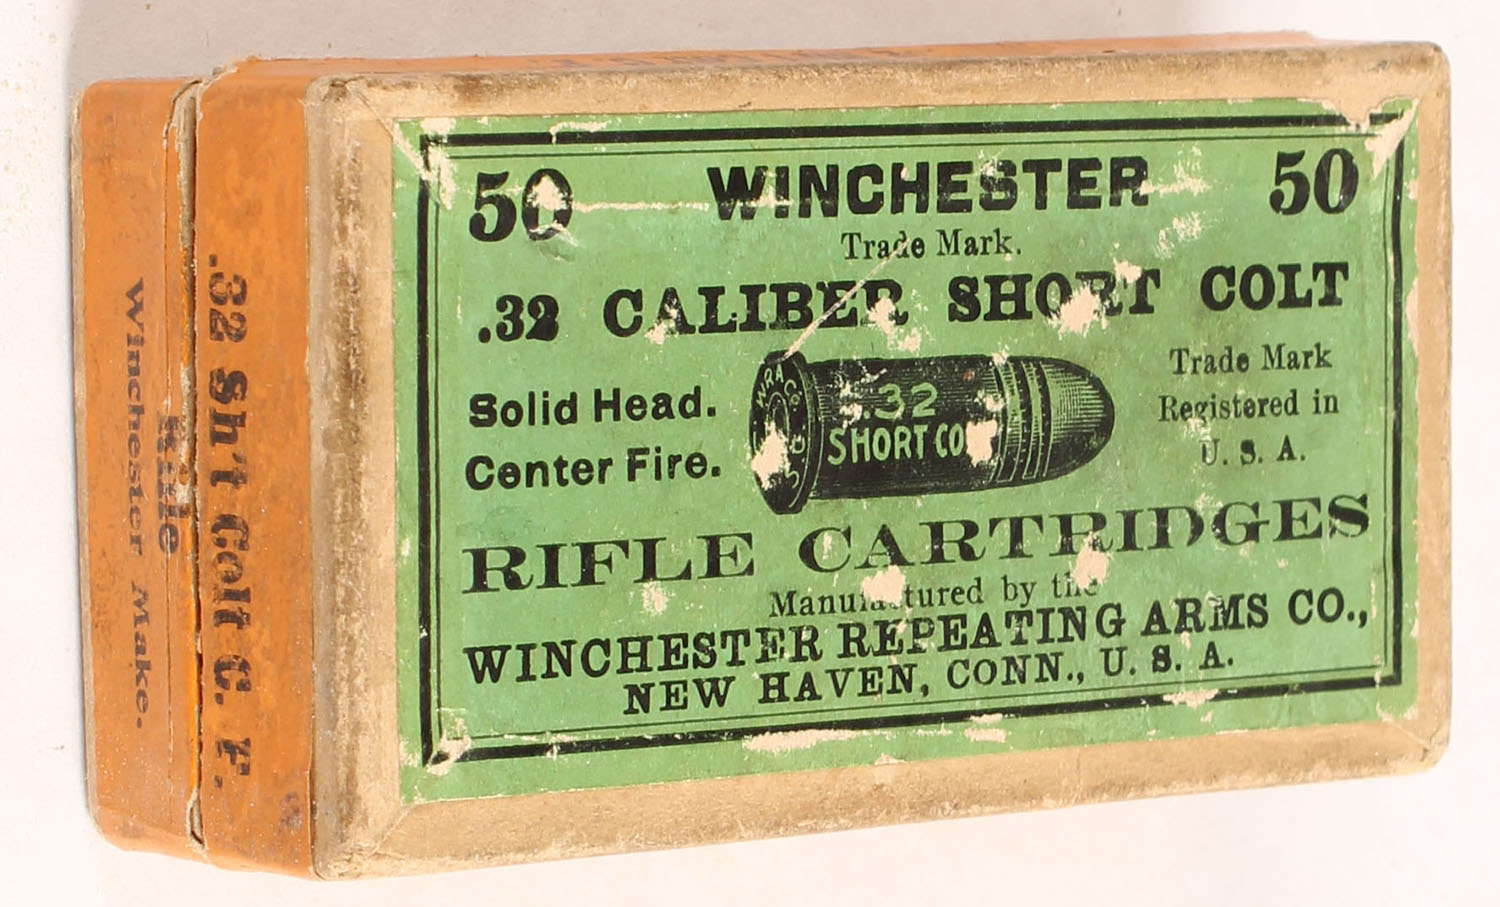 50 WINCHESTER 50
Trade Mark.
.32 CALIBER SHORT COLT
Solid Head.
Center Fire.
W.R.A.Co.
.32
SHORT CO
Trade Mark
Registered in
U. S. A.
RIFLE CARTRIDGES
Manufactured by the
WINCHESTER REPEATING ARMS CO.,
NEW HAVEN, CONN., U. S. A.
.32 Sh't Colt C. F.
Rifle
Winchester Make.